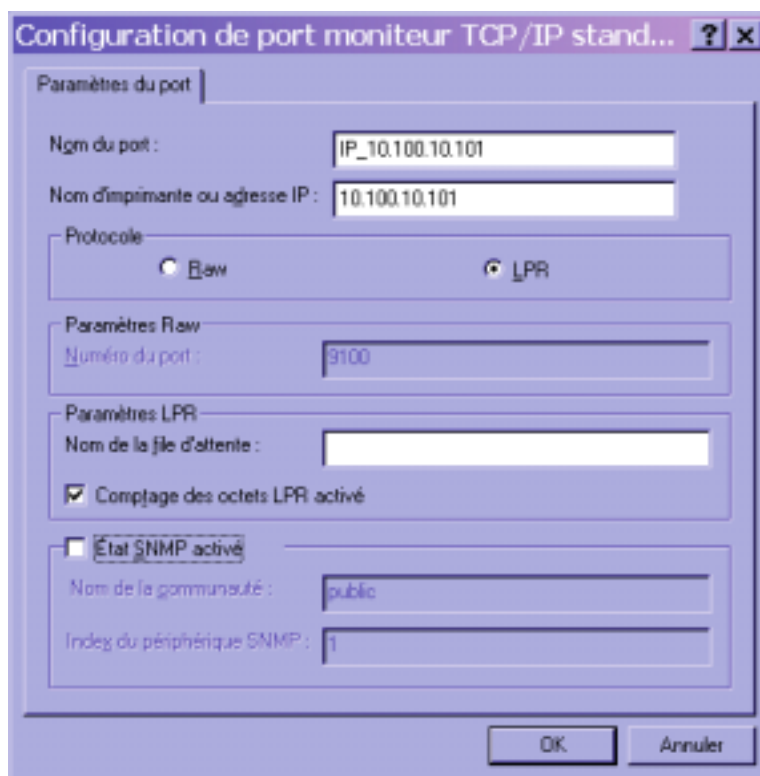 Configuration de port moniteur TCP/IP stand...
Paramètres du port
Nom du port :
IP_10.100.10.101
Nom d'imprimante ou adresse IP :
10.100.10.101
Protocole
Raw
LPR
Paramètres Raw
Numéro du port :
9100
Paramètres LPR
Nom de la file d'attente :
Comptage des octets LPR activé
État SNMP activé
Nom de la communauté :
public
Index du périphérique SNMP :
1
OK
Annuler